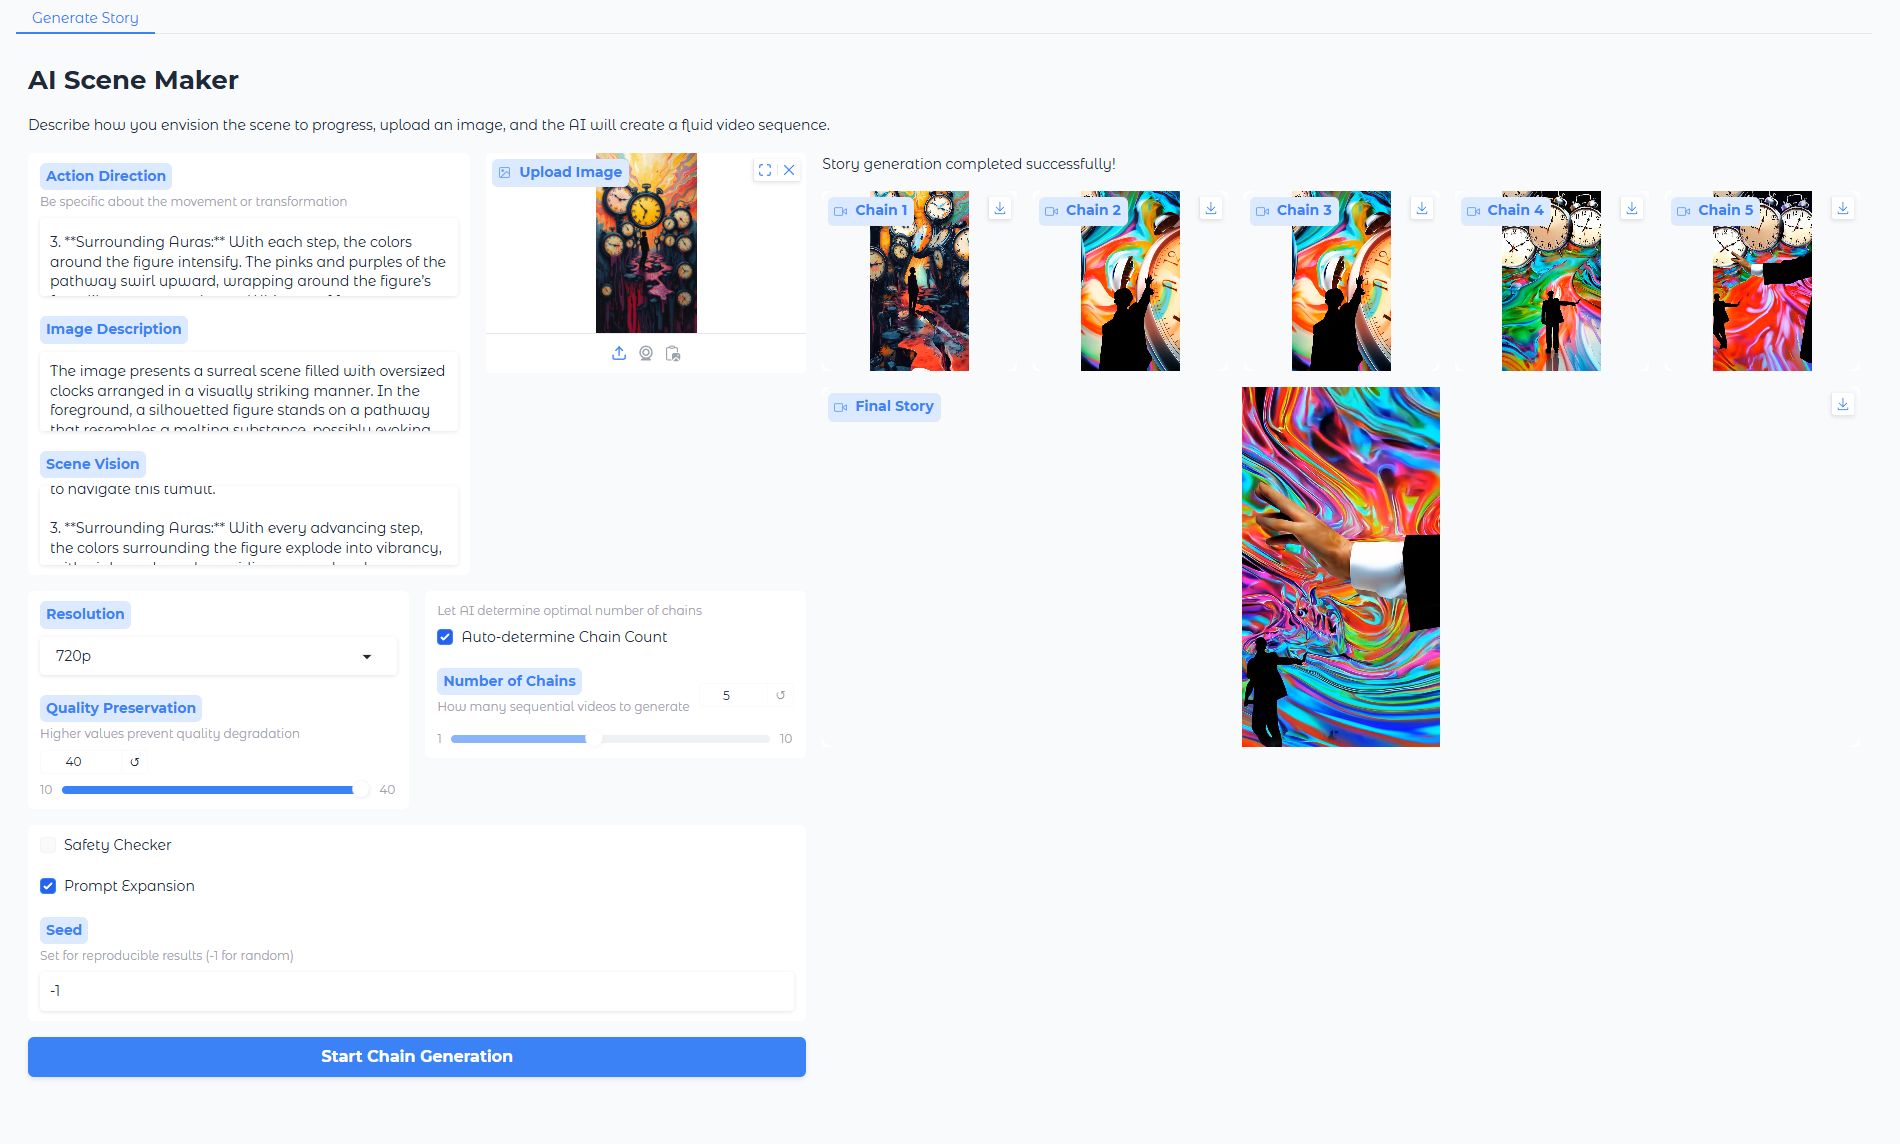 Generate Story
AI Scene Maker
Describe how you envision the scene to progress, upload an image, and the AI will create a fluid video sequence.
Action Direction
Be specific about the movement or transformation
3. **Surrounding Auras:** With each step, the colors
around the figure intensify. The pinks and purples of the
pathway swirl upward, wrapping around the figure's
Image Description
The image presents a surreal scene filled with oversized
clocks arranged in a visually striking manner. In the
foreground, a silhouetted figure stands on a pathway
that resembles a melting substance, possibly evoking
Scene Vision
to navigate this tumult.
3. **Surrounding Auras:** With every advancing step,
the colors surrounding the figure explode into vibrancy,
Upload Image
Resolution
720p
Quality Preservation
Higher values prevent quality degradation
40
10
40
Let AI determine optimal number of chains
Auto-determine Chain Count
Number of Chains
How many sequential videos to generate
5
1
10
Safety Checker
Prompt Expansion
Seed
Set for reproducible results (-1 for random)
-1
Start Chain Generation
Story generation completed successfully!
Chain 1
Chain 2
Chain 3
Chain 4
Chain 5
Final Story